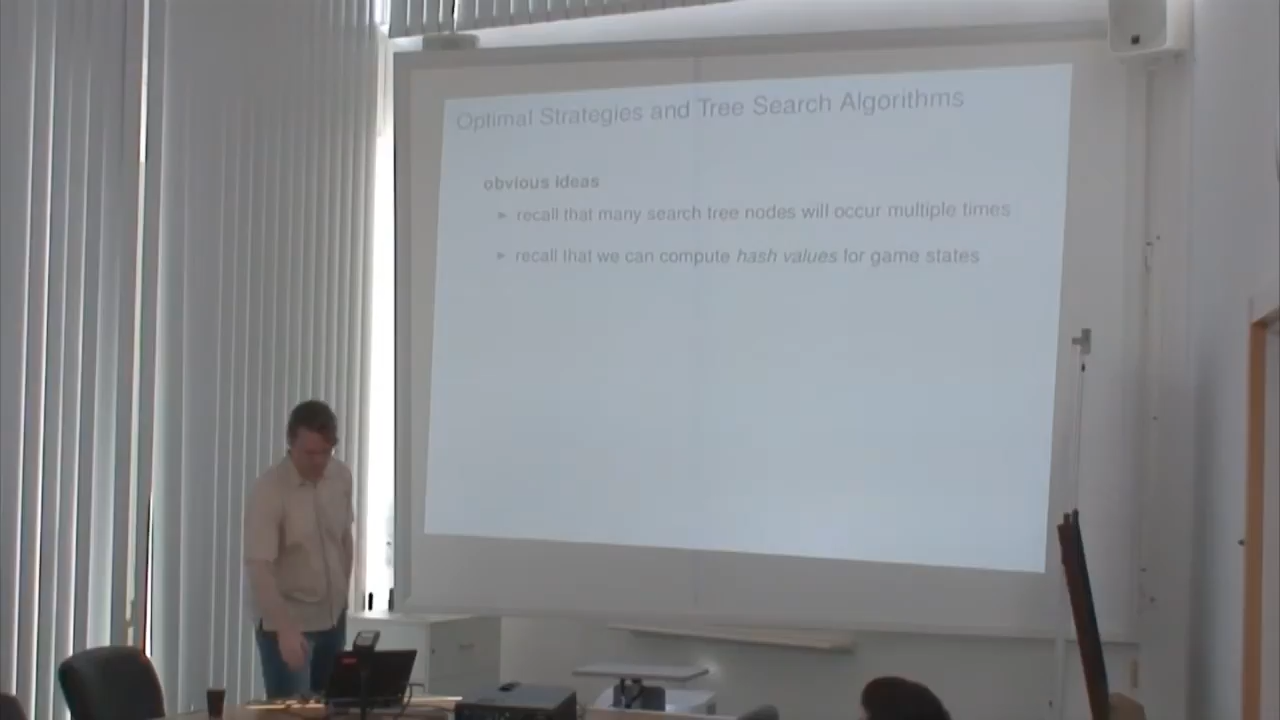 Optimal Strategies and Tree Search Algorithms
obvious ideas
recall that many search tree nodes will occur multiple times
recall that we can compute hash values for game states